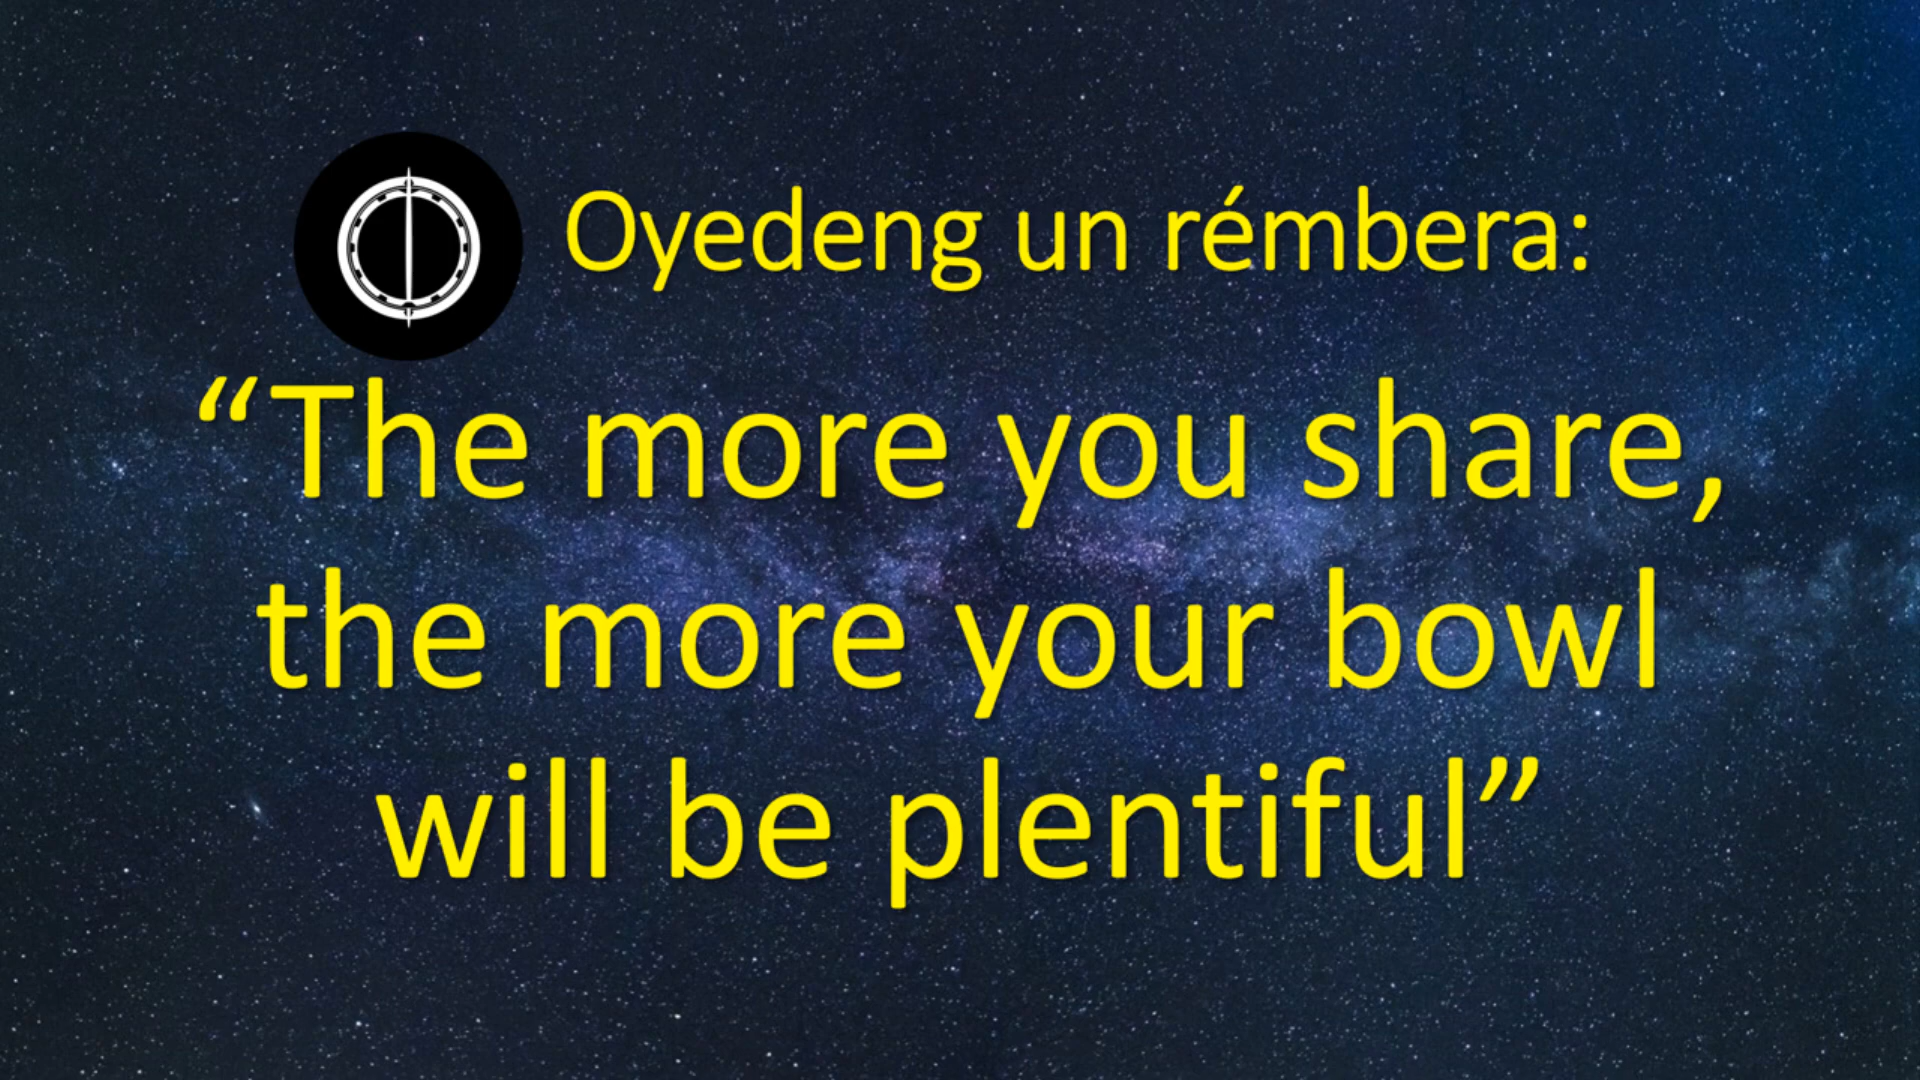 Oyedeng un rémbera:
“The more you share,
the more your bowl
will be plentiful”